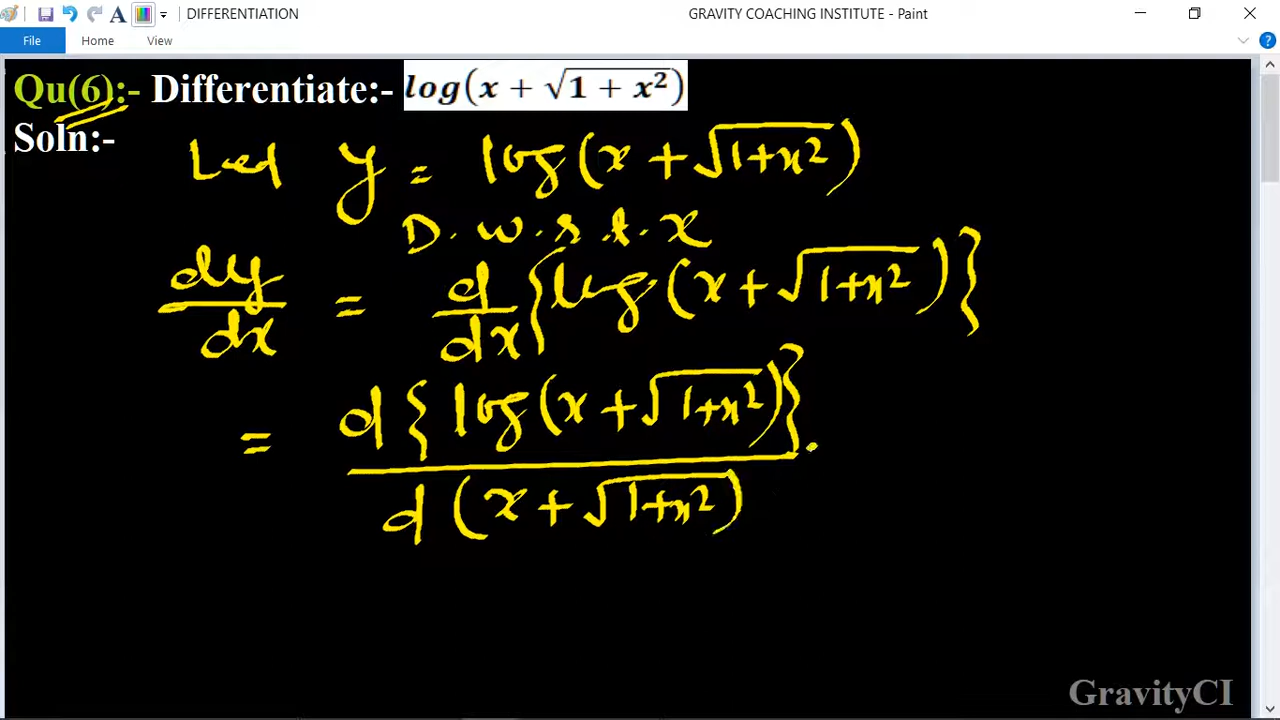 DIFFERENTIATION
GRAVITY COACHING INSTITUTE - Paint
File Home View
Qu(6):- Differentiate:- log(x + √(1 + x²))
Soln:-
Let y = log(x + √(1+x²))
D.w.r.t.x
dy/dx = d/dx {log(x + √(1+x²))}
= d{log(x + √(1+x²))}/d(x + √(1+x²)) .
GravityCI